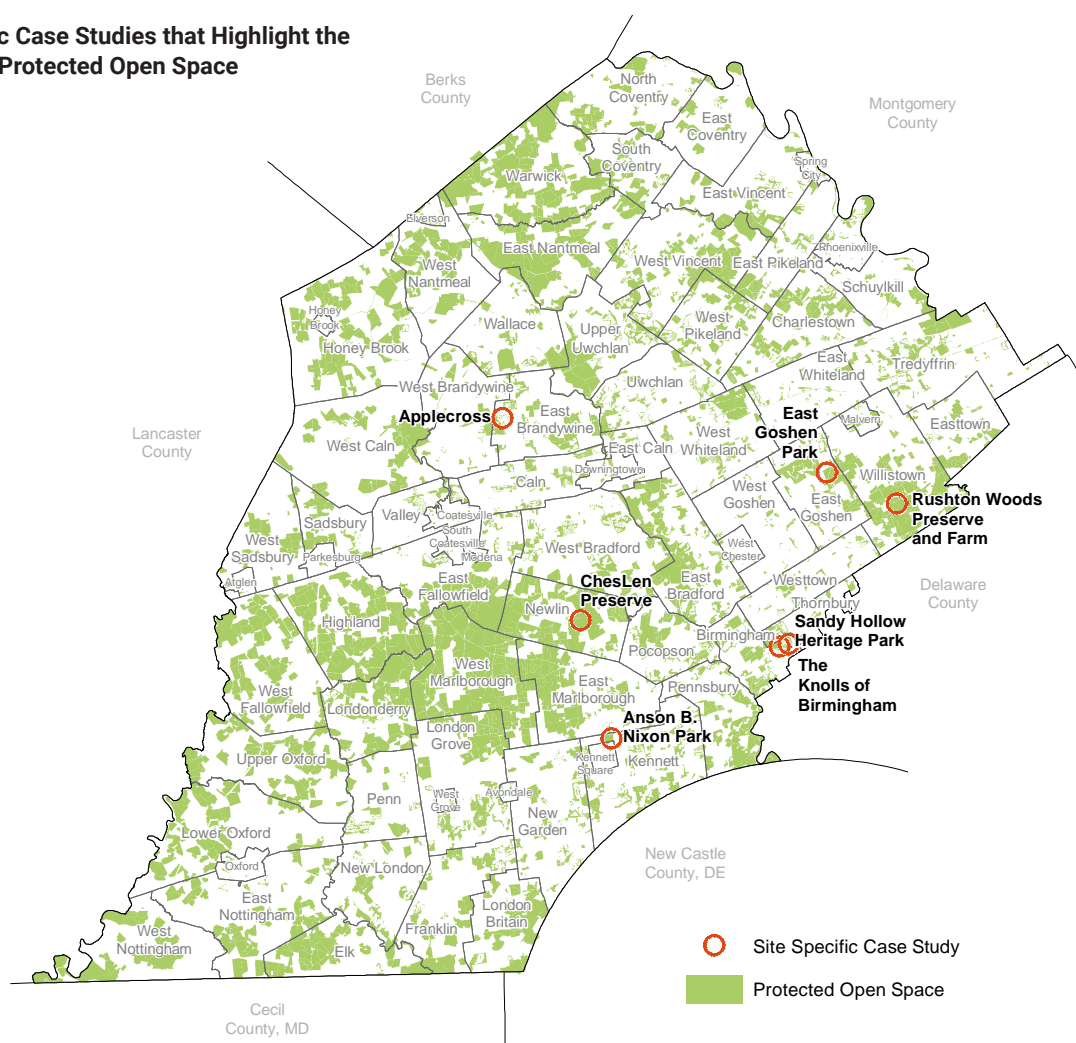 c Case Studies that Highlight the
Protected Open Space
Berks
County
Montgomery
County
North
Coventry
East
Coventry
South
Coventry
Spring
City
Warwick
East Vincent
Elverson
East Nantmeal
West Vincent
East Pikeland
Phoenixville
West
Nantmeal
Schuylkill
Honey
Brook
Honey Brook
Wallace
Upper
Uwchlan
West
Pikeland
Charlestown
East
Whiteland
Tredyffrin
Uwchlan
West Brandywine
Applecross
East
Brandywine
East
Goshen
Park
Malvern
Easttown
Lancaster
County
West Caln
East Caln
West
Whiteland
Downingtown
Caln
Willistown
West
Goshen
East
Goshen
Rushton Woods
Preserve
and Farm
Sadsbury
Valley
Coatesville
South
Coatesville
Modena
West
Sadsbury
Parkesburg
West Bradford
West
Chester
Atglen
East
Fallowfield
ChesLen
Preserve
East
Bradford
Westtown
Delaware
County
Newlin
Thornbury
Highland
Sandy Hollow
Heritage Park
Birmingham
Pocopson
West
Marlborough
The
Knolls of
Birmingham
East
Marlborough
Pennsbury
West
Fallowfield
Londonderry
Anson B.
Nixon Park
London
Grove
Upper Oxford
Kennett
Square
Kennett
Penn
West
Grove
Avondale
New
Garden
Lower Oxford
New Castle
County, DE
Oxford
New London
East
Nottingham
London
Britain
West
Nottingham
Franklin
Elk
Site Specific Case Study
Protected Open Space
Cecil
County, MD